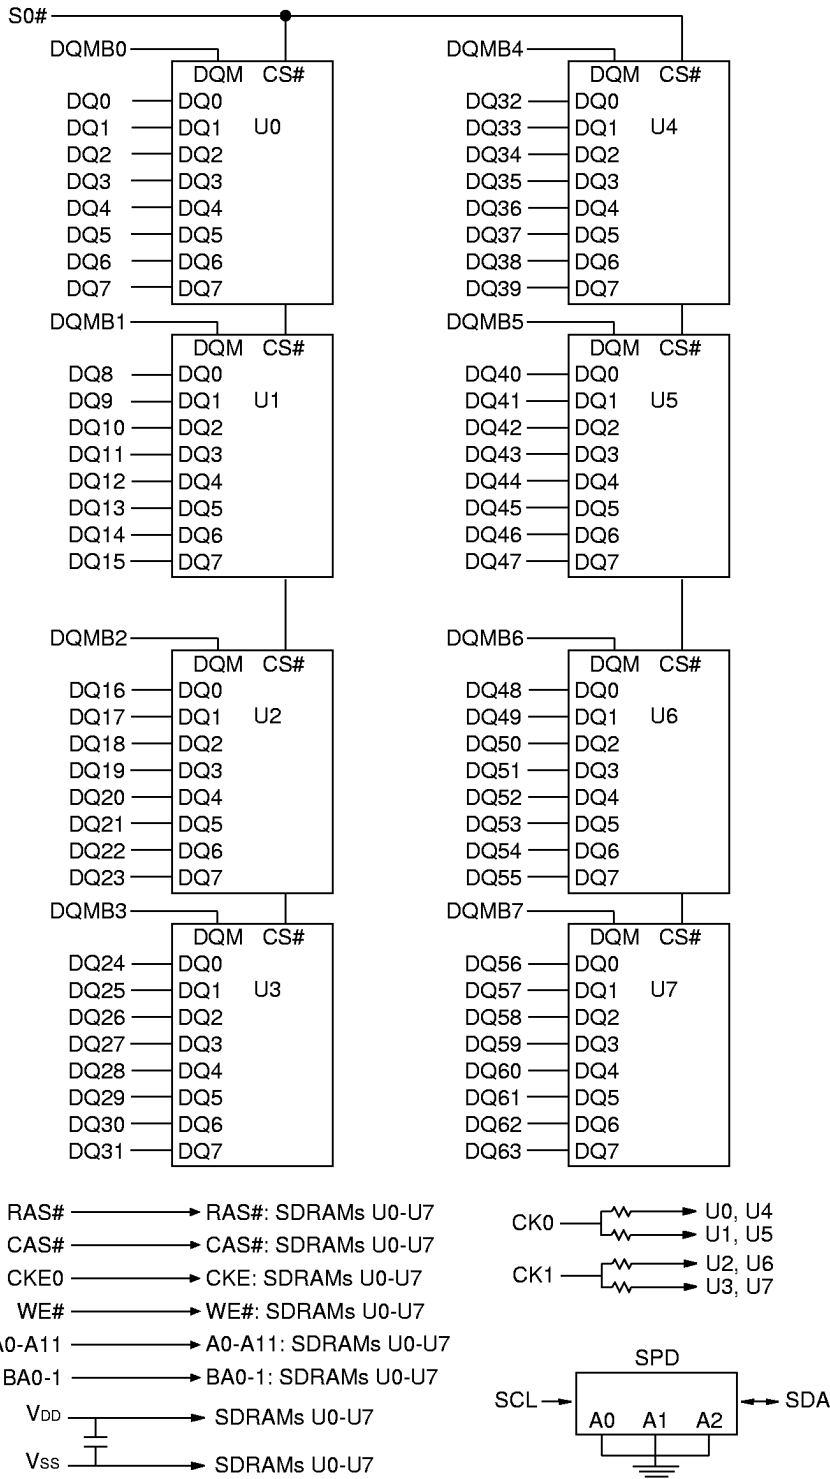 S0#
DQMB0 DQMB4
DQM CS# DQM CS#
DQ0 DQ0 DQ32 DQ0
DQ1 DQ1 U0 DQ33 DQ1 U4
DQ2 DQ2 DQ34 DQ2
DQ3 DQ3 DQ35 DQ3
DQ4 DQ4 DQ36 DQ4
DQ5 DQ5 DQ37 DQ5
DQ6 DQ6 DQ38 DQ6
DQ7 DQ7 DQ39 DQ7
DQMB1 DQMB5
DQM CS# DQM CS#
DQ8 DQ0 DQ40 DQ0
DQ9 DQ1 U1 DQ41 DQ1 U5
DQ10 DQ2 DQ42 DQ2
DQ11 DQ3 DQ43 DQ3
DQ12 DQ4 DQ44 DQ4
DQ13 DQ5 DQ45 DQ5
DQ14 DQ6 DQ46 DQ6
DQ15 DQ7 DQ47 DQ7
DQMB2 DQMB6
DQM CS# DQM CS#
DQ16 DQ0 DQ48 DQ0
DQ17 DQ1 U2 DQ49 DQ1 U6
DQ18 DQ2 DQ50 DQ2
DQ19 DQ3 DQ51 DQ3
DQ20 DQ4 DQ52 DQ4
DQ21 DQ5 DQ53 DQ5
DQ22 DQ6 DQ54 DQ6
DQ23 DQ7 DQ55 DQ7
DQMB3 DQMB7
DQM CS# DQM CS#
DQ24 DQ0 DQ56 DQ0
DQ25 DQ1 U3 DQ57 DQ1 U7
DQ26 DQ2 DQ58 DQ2
DQ27 DQ3 DQ59 DQ3
DQ28 DQ4 DQ60 DQ4
DQ29 DQ5 DQ61 DQ5
DQ30 DQ6 DQ62 DQ6
DQ31 DQ7 DQ63 DQ7
RAS# RAS#: SDRAMs U0-U7
CAS# CAS#: SDRAMs U0-U7
CKE0 CKE: SDRAMs U0-U7
WE# WE#: SDRAMs U0-U7
A0-A11 A0-A11: SDRAMs U0-U7
BA0-1 BA0-1: SDRAMs U0-U7
VDD SDRAMs U0-U7
VSS SDRAMs U0-U7
U0, U4
CK0
U1, U5
U2, U6
CK1
U3, U7
SPD
SCL SDA
A0 A1 A2